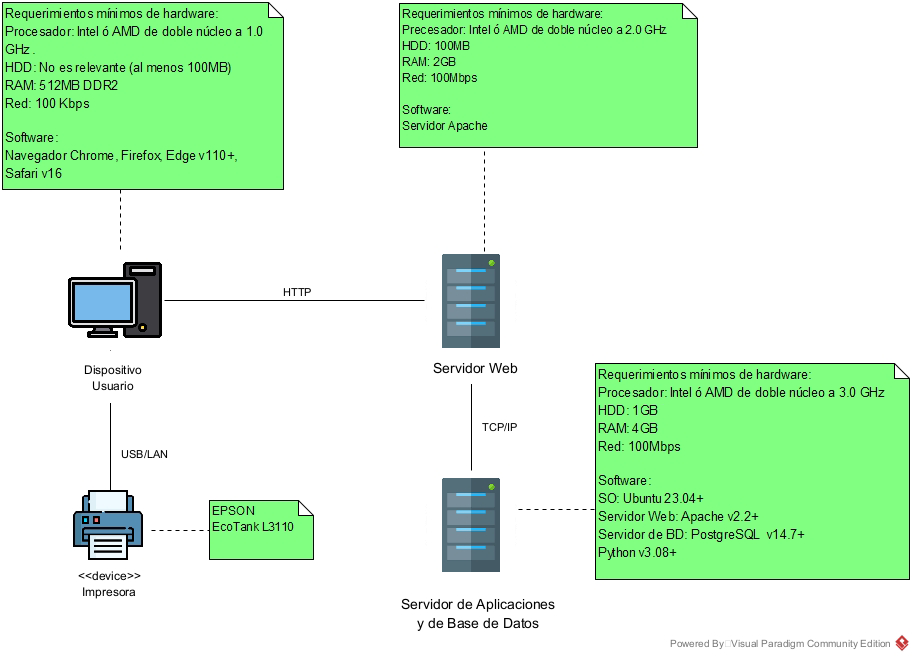 Requerimientos mínimos de hardware:
Procesador: Intel ó AMD de doble núcleo a 1.0
GHz .
HDD: No es relevante (al menos 100MB)
RAM: 512MB DDR2
Red: 100 Kbps
Software:
Navegador Chrome, Firefox, Edge v110+,
Safari v16
Requerimientos mínimos de hardware:
Precesador: Intel ó AMD de doble núcleo a 2.0 GHz
HDD: 100MB
RAM: 2GB
Red: 100Mbps
Software:
Servidor Apache
HTTP
Dispositivo
Usuario
Servidor Web
USB/LAN
TCP/IP
Requerimientos mínimos de hardware:
Procesador: Intel ó AMD de doble núcleo a 3.0 GHz
HDD: 1GB
RAM: 4GB
Red: 100Mbps
Software:
SO: Ubuntu 23.04+
Servidor Web: Apache v2.2+
Servidor de BD: PostgreSQL v14.7+
Python v3.08+
EPSON
EcoTank L3110
<<device>>
Impresora
Servidor de Aplicaciones
y de Base de Datos
Powered By Visual Paradigm Community Edition